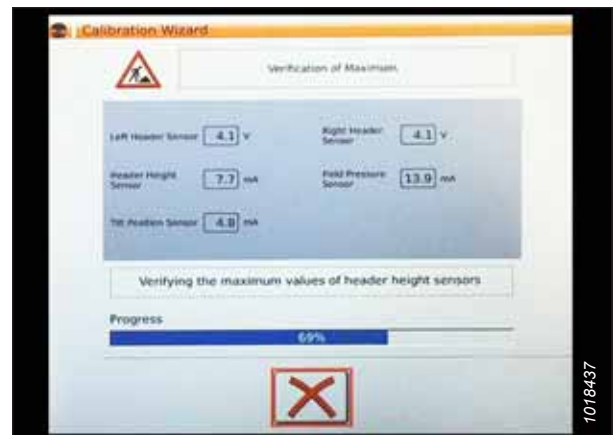 Calibration Wizard
Verification of Maximum
Left Header Sensor 4.1 V
Right Header Sensor 4.1 V
Header Height Sensor 7.7 mA
Field Pressure Sensor 13.9 mA
Tilt Position Sensor 4.8 mA
Verifying the maximum values of header height sensors
Progress
69%
1018437